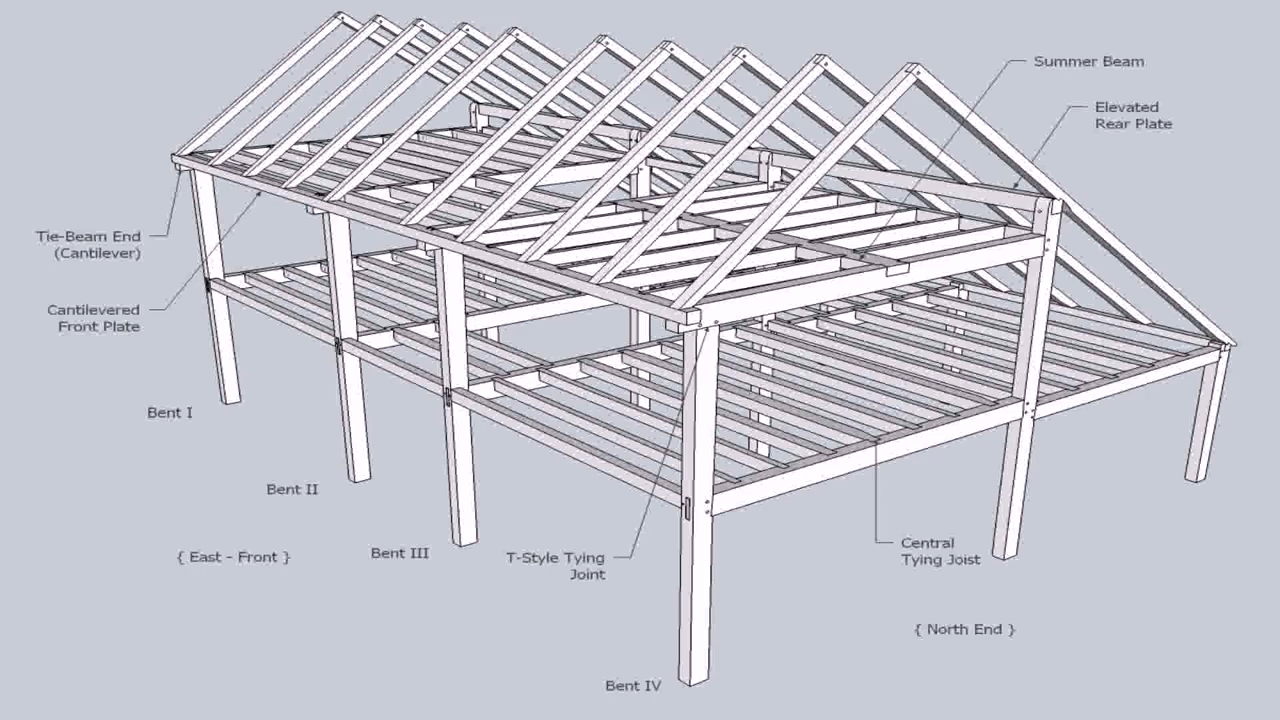 Summer Beam
Elevated
Rear Plate
Tie-Beam End
(Cantilever)
Cantilevered
Front Plate
Bent I
Bent II
{ East - Front }
Bent III
T-Style Tying
Joint
Central
Tying Joist
{ North End }
Bent IV